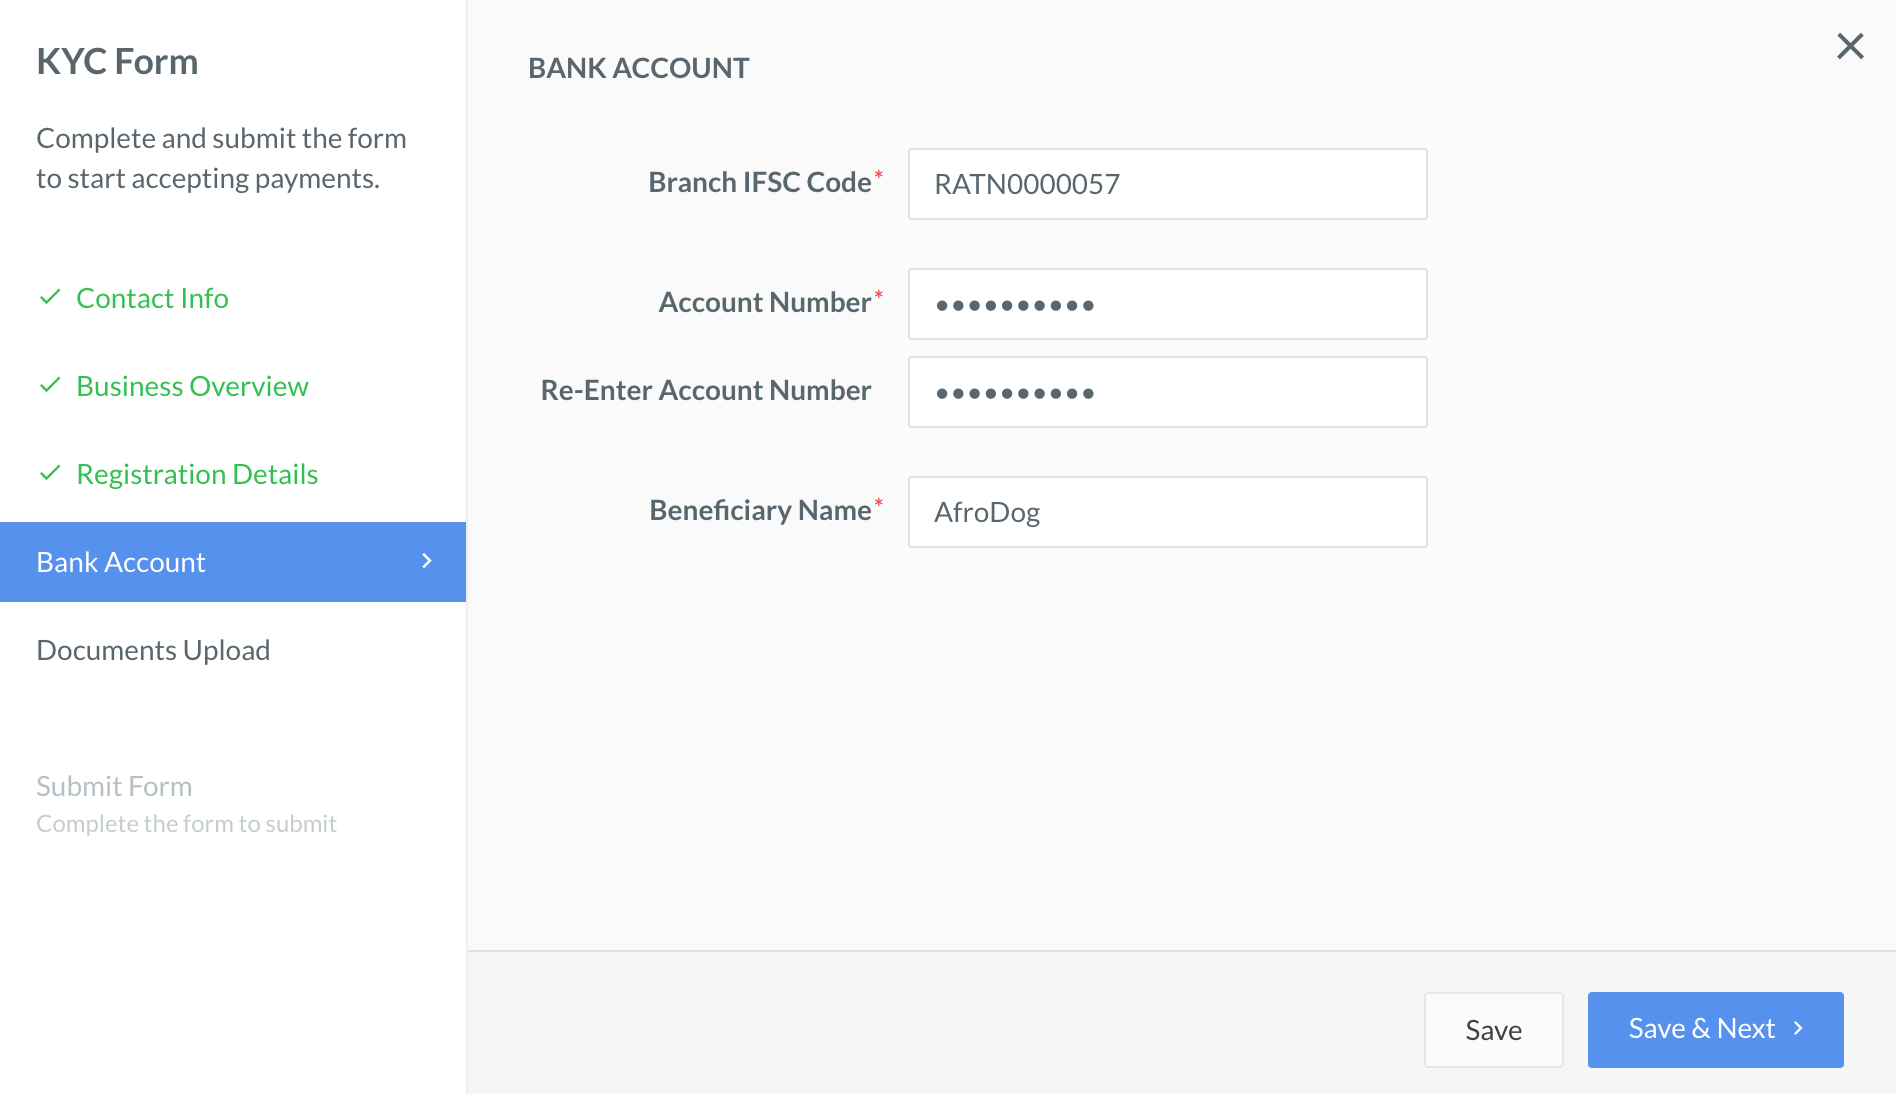 KYC Form
Complete and submit the form
to start accepting payments.
Contact Info
Business Overview
Registration Details
Bank Account
Documents Upload
Submit Form
Complete the form to submit
BANK ACCOUNT
Branch IFSC Code* RATN0000057
Account Number* ••••••••••
Re-Enter Account Number ••••••••••
Beneficiary Name* AfroDog
Save
Save & Next